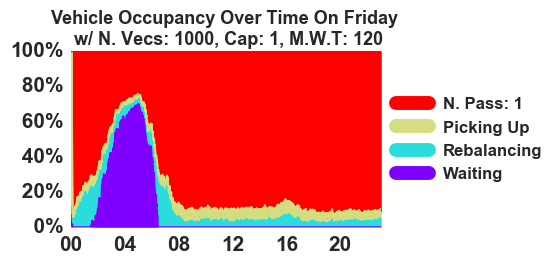 Vehicle Occupancy Over Time On Friday
w/ N. Vecs: 1000, Cap: 1, M.W.T: 120
100%
80%
60%
40%
20%
0%
00 04 08 12 16 20
N. Pass: 1
Picking Up
Rebalancing
Waiting